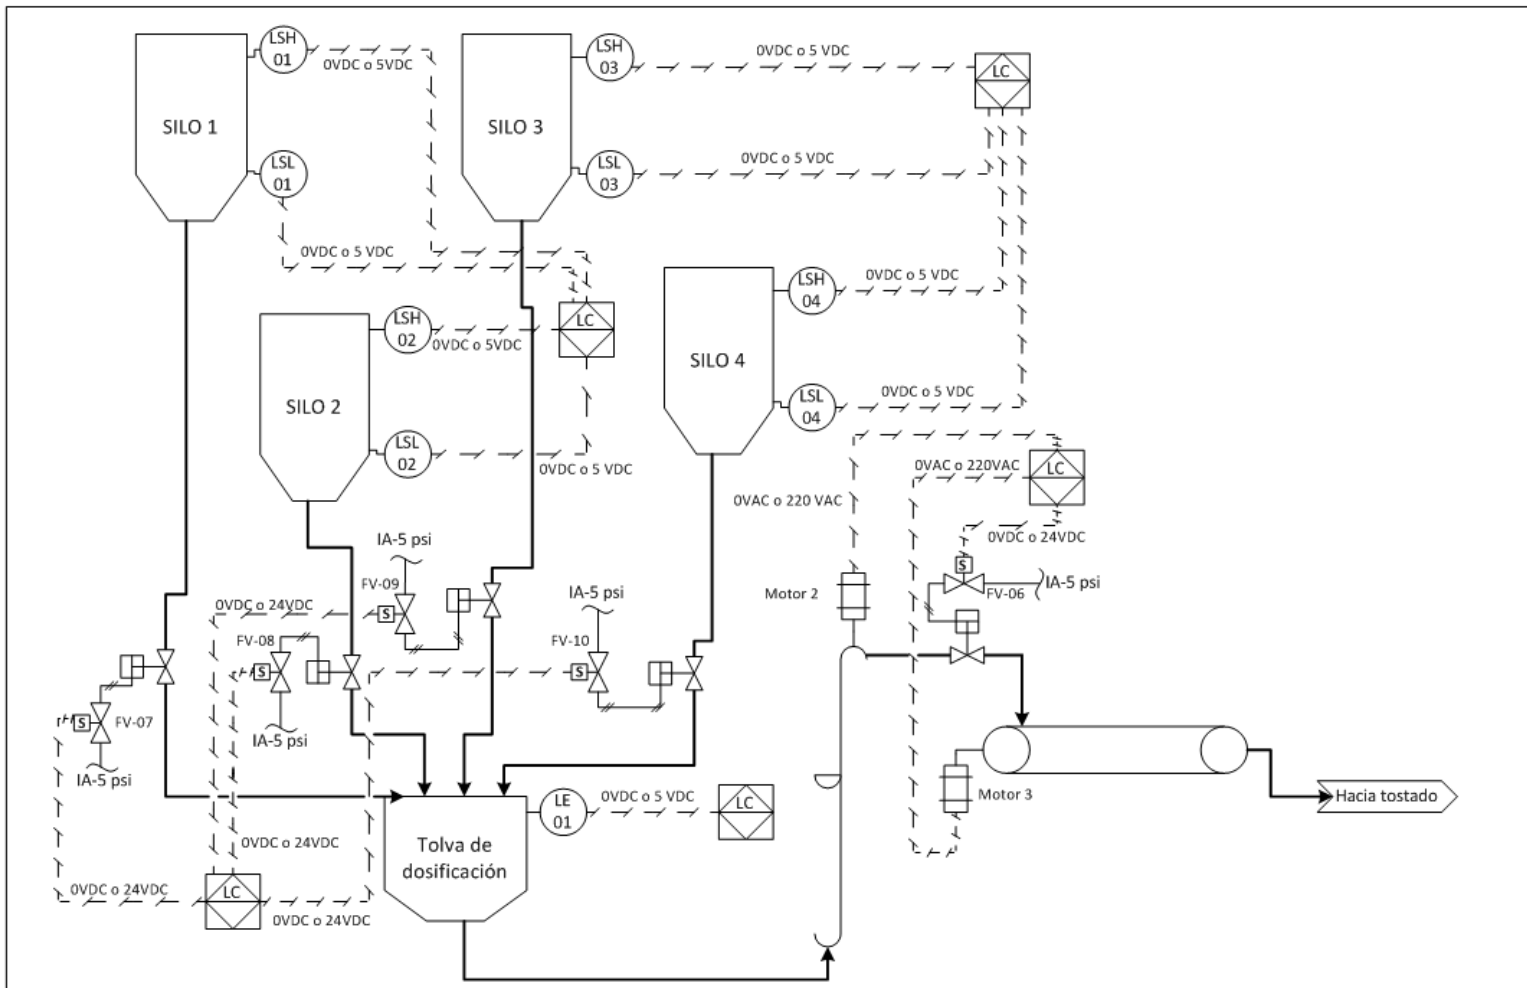 LSH
01
0VDC o 5VDC
SILO 1
LSL
01
0VDC o 5 VDC
SILO 3
LSH
03
0VDC o 5 VDC
LC
LSL
03
0VDC o 5 VDC
LSH
02
0VDC o 5VDC
LC
SILO 2
LSL
02
0VDC o 5 VDC
SILO 4
LSH
04
0VDC o 5 VDC
LSL
04
0VDC o 5 VDC
0VAC o 220VAC
LC
0VAC o 220 VAC
0VDC o 24VDC
IA-5 psi
FV-09
S
0VDC o 24VDC
FV-08
S
IA-5 psi
IA-5 psi
FV-10
S
Motor 2
S
FV-06
IA-5 psi
S
FV-07
IA-5 psi
LE
01
0VDC o 5 VDC
LC
Tolva de
dosificación
Motor 3
Hacia tostado
0VDC o 24VDC
0VDC o 24VDC
LC
0VDC o 24VDC